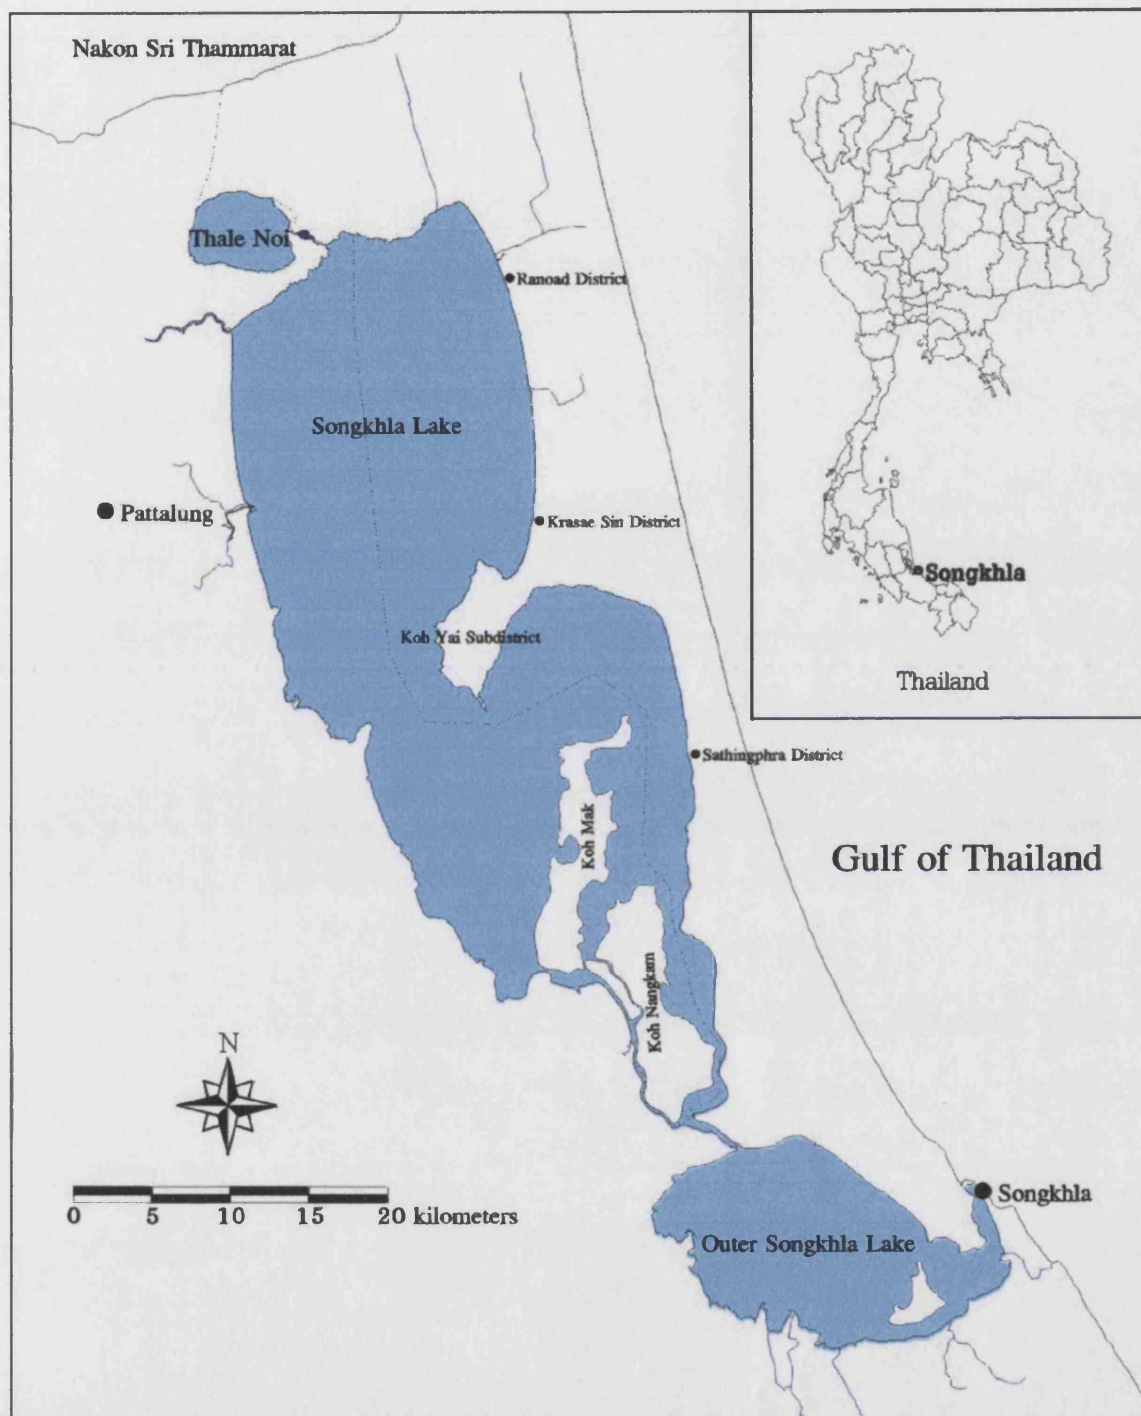 Nakon Sri Thammarat
Thale Noi
Ranoad District
Songkhla Lake
Pattalung
Krasae Sin District
Koh Yai Subdistrict
Songkhla
Thailand
Sathingphra District
Koh Mak
Gulf of Thailand
Koh Nangkam
N
0 5 10 15 20 kilometers
Songkhla
Outer Songkhla Lake